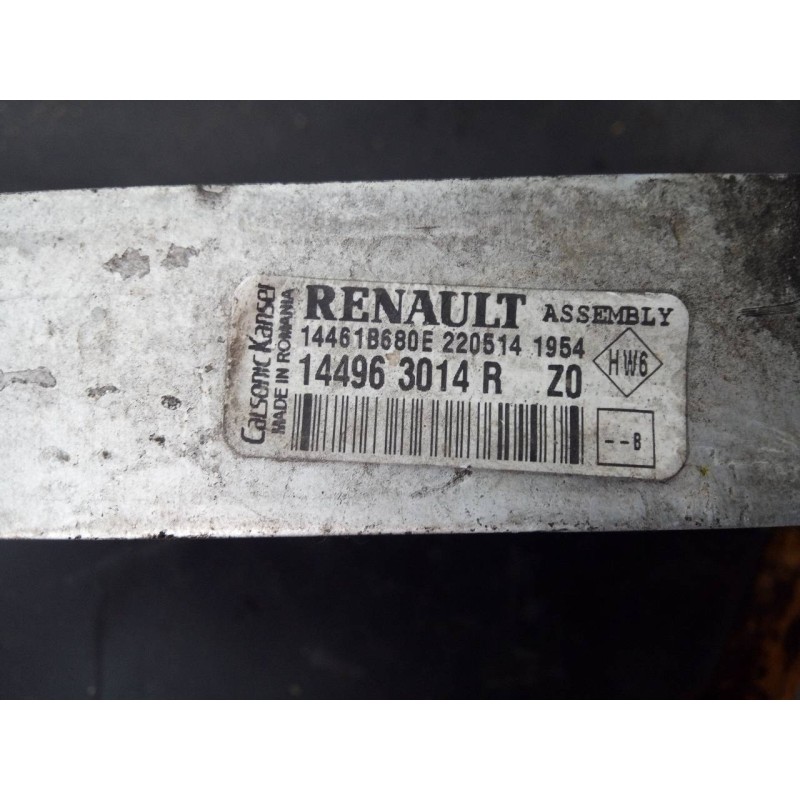 Calsonic Kansei
MADE IN ROMANIA
RENAULT ASSEMBLY
14461B680E 220514 1954
14496 3014 R Z0
HW6
--B